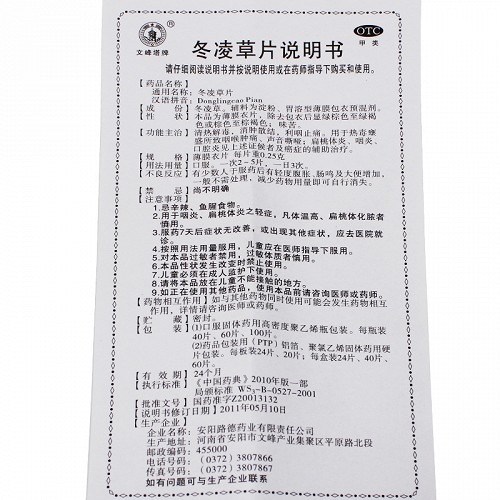 文峰塔牌
®
OTC
甲类
冬凌草片说明书
请仔细阅读说明书并按说明使用或在药师指导下购买和使用。
【药品名称】
通用名称：冬凌草片
汉语拼音：Donglingcao Pian
【成 份】冬凌草。辅料为淀粉、胃溶型薄膜包衣预混剂。
【性 状】本品为薄膜衣片，除去包衣后显绿棕色至绿褐
色或棕色至棕褐色；味苦。
【功能主治】清热解毒，消肿散结，利咽止痛。用于热毒壅
盛所致咽喉肿痛、声音嘶哑；扁桃体炎、咽炎、
口腔炎见上述证候者及癌症的辅助治疗。
【规 格】薄膜衣片 每片重0.25克
【用法用量】口服。一次2-5片，一日3次。
【不良反应】有少数人于服药后有轻度腹胀、肠鸣及大便增加，
一般不需处理，减少药物用量即可自行消失。
【禁 忌】尚不明确
【注意事项】
1.忌辛辣、鱼腥食物。
2.用于咽炎、扁桃体炎之轻症，凡体温高、扁桃体化脓者
慎用。
3.服药7天后症状无改善，或出现其他症状，应去医院就
诊。
4.按照用法用量服用，儿童应在医师指导下服用。
5.对本品过敏者禁用，过敏体质者慎用。
6.本品性状发生改变时禁止使用。
7.儿童必须在成人监护下使用。
8.请将本品放在儿童不能接触的地方。
9.如正在使用其他药品，使用本品前请咨询医师或药师。
【药物相互作用】如与其他药物同时使用可能会发生药物相互
作用，详情请咨询医师或药师。
【贮 藏】密封。
【包 装】(1)口服固体药用高密度聚乙烯瓶包装。每瓶装
40片、60片、100片。
(2)药品包装用（PTP）铝箔、聚氯乙烯固体药用硬
片包装。每板装24片、20片；每盒装24片、40片、
60片。
【有 效 期】24个月
【执行标准】《中国药典》2010年版一部
局颁标准 WS3-B-0527-2001
【批准文号】国药准字Z20013132
【说明书修订日期】2011年05月10日
【生产企业】
企业名称：安阳路德药业有限责任公司
生产地址：河南省安阳市文峰产业集聚区平原路北段
邮政编码：455000
电话号码：（0372）3807866
传真号码：（0372）3807867
如有问题可与生产企业联系